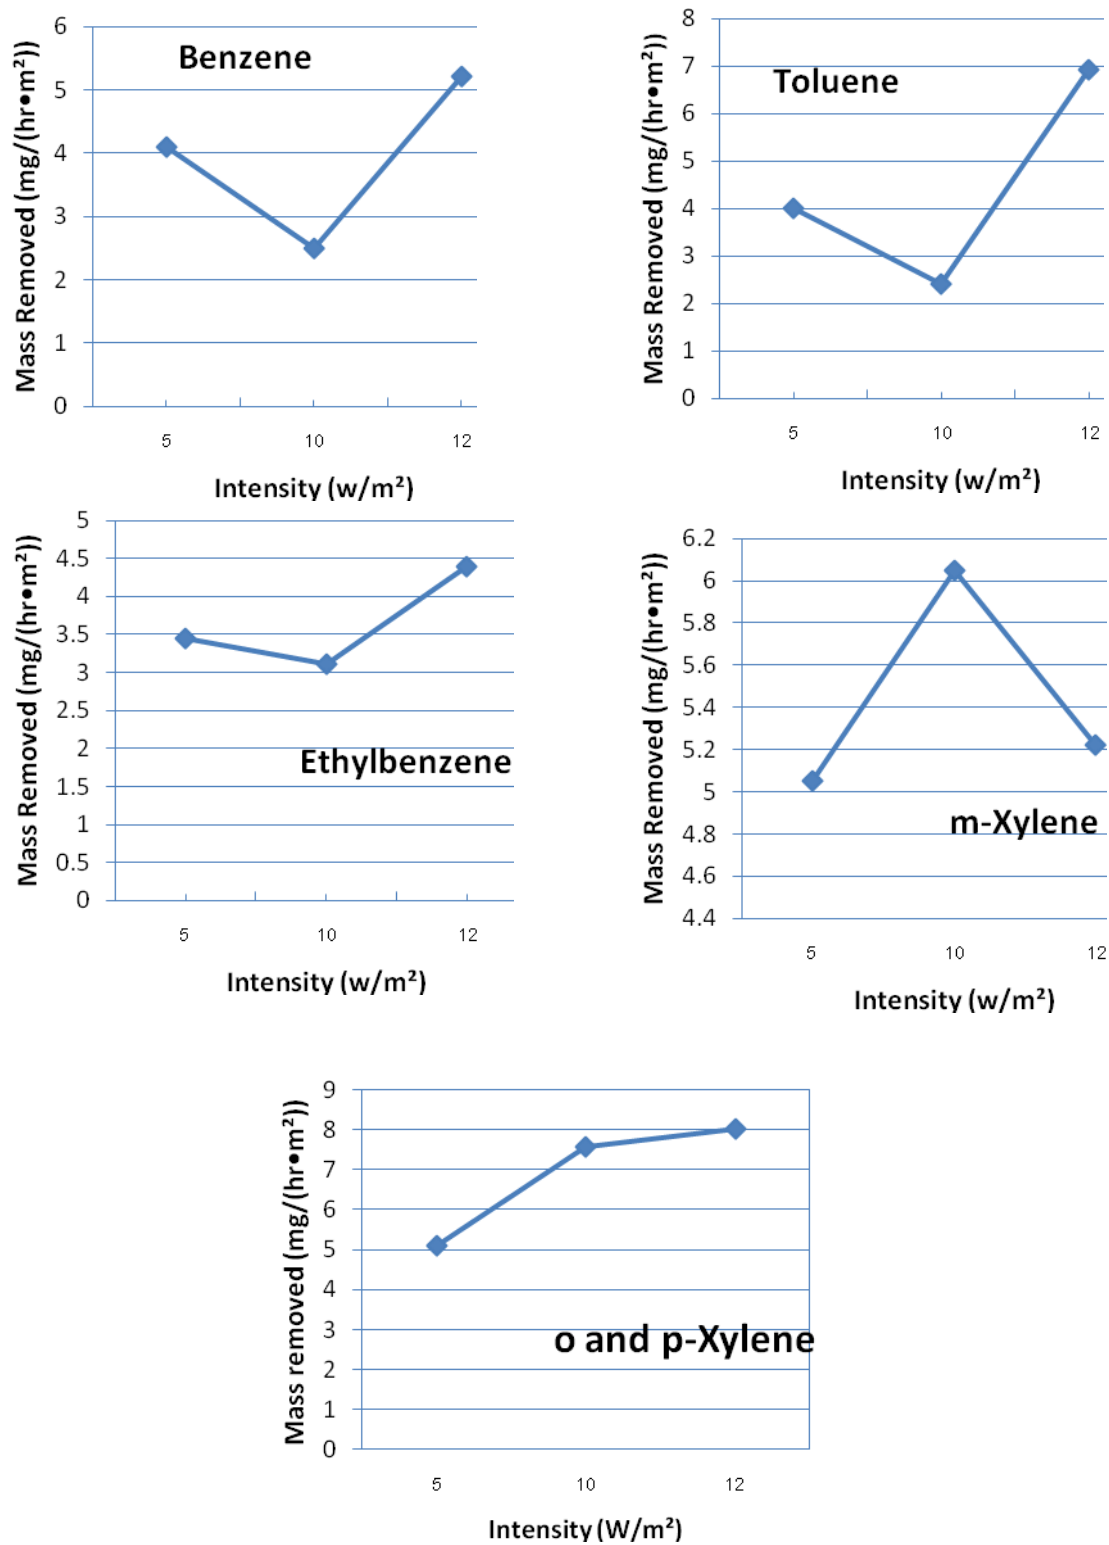 Benzene
Mass Removed (mg/(hr•m²))
6
5
4
3
2
1
0
5 10 12
Intensity (w/m²)
Toluene
Mass Removed (mg/(hr•m²))
8
7
6
5
4
3
2
1
0
5 10 12
Intensity (w/m²)
Mass Removed (mg/(hr•m²))
5
4.5
4
3.5
3
2.5
2
1.5
1
0.5
0
Ethylbenzene
5 10 12
Intensity (w/m²)
Mass Removed (mg/(hr•m²))
6.2
6
5.8
5.6
5.4
5.2
5
4.8
4.6
4.4
m-Xylene
5 10 12
Intensity (w/m²)
Mass removed (mg/(hr•m²))
9
8
7
6
5
4
3
2
1
0
o and p-Xylene
5 10 12
Intensity (W/m²)